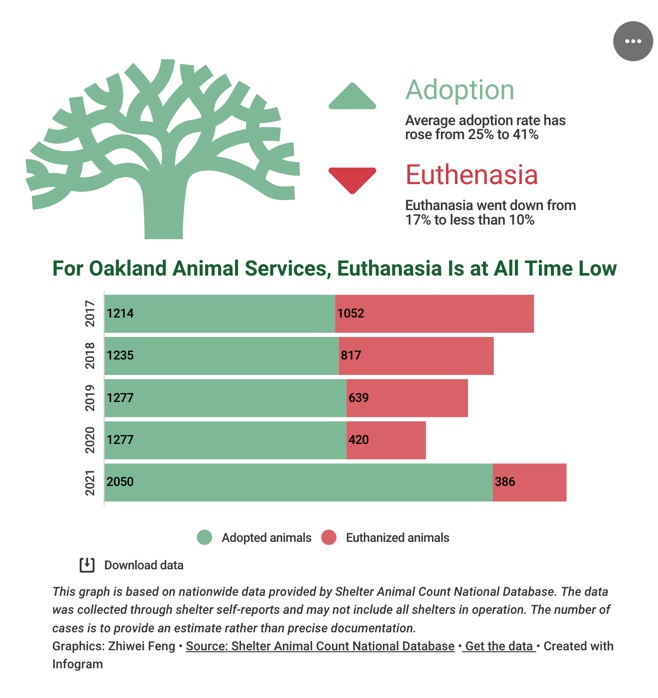 Adoption
Average adoption rate has
rose from 25% to 41%
Euthenasia
Euthanasia went down from
17% to less than 10%
For Oakland Animal Services, Euthanasia Is at All Time Low
2017
1214
1052
2018
1235
817
2019
1277
639
2020
1277
420
2021
2050
386
Adopted animals
Euthanized animals
Download data
This graph is based on nationwide data provided by Shelter Animal Count National Database. The data
was collected through shelter self-reports and may not include all shelters in operation. The number of
cases is to provide an estimate rather than precise documentation.
Graphics: Zhiwei Feng • Source: Shelter Animal Count National Database • Get the data • Created with
Infogram